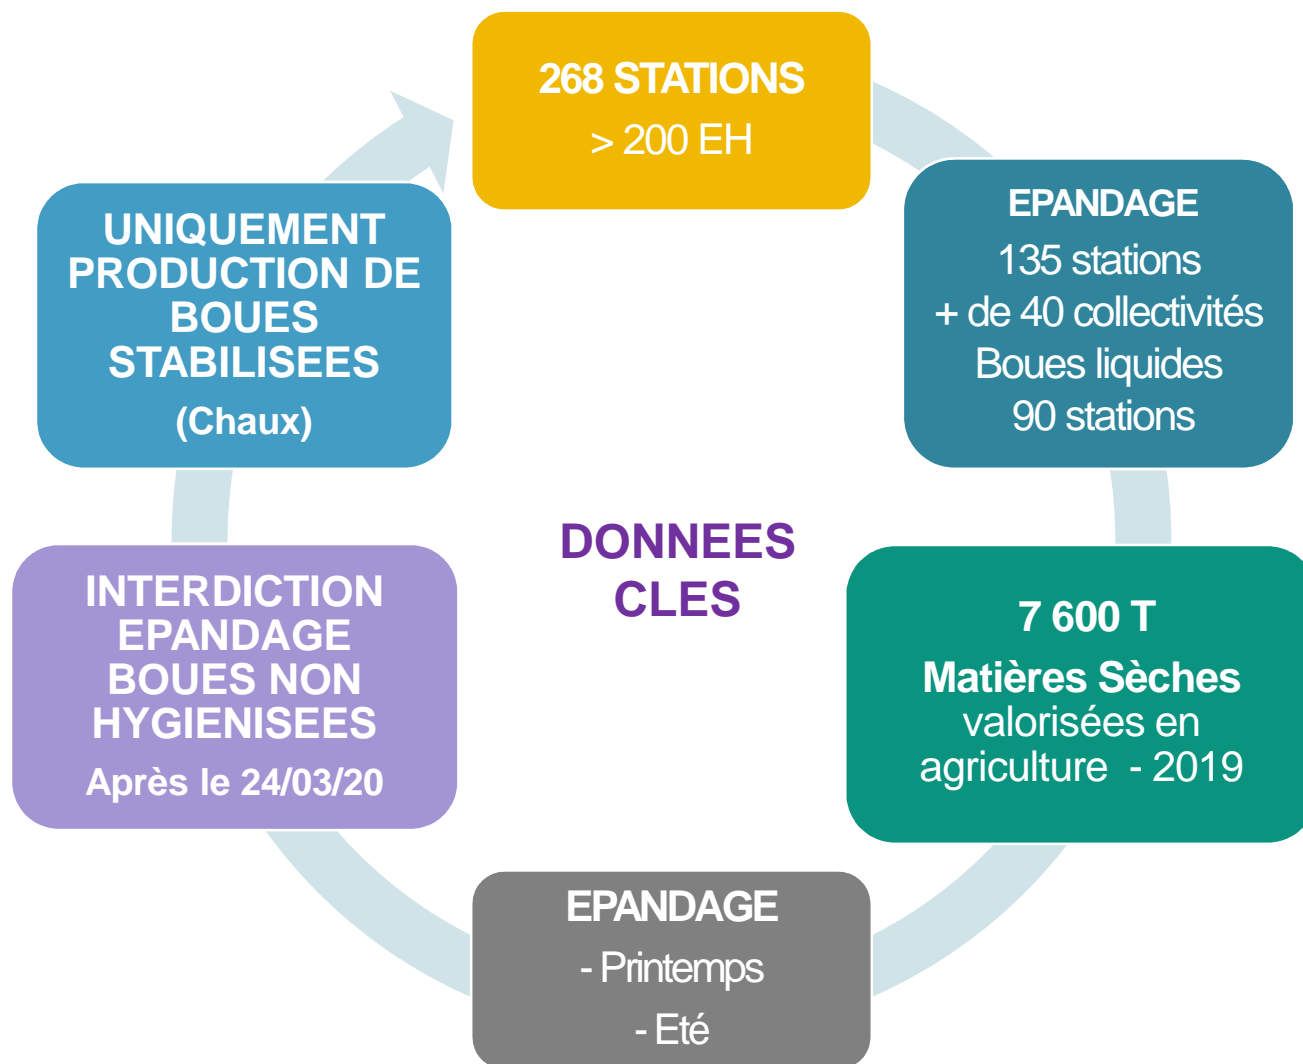 268 STATIONS
> 200 EH
EPANDAGE
135 stations
+ de 40 collectivités
Boues liquides
90 stations
7 600 T
Matières Sèches
valorisées en
agriculture - 2019
EPANDAGE
- Printemps
- Eté
INTERDICTION
EPANDAGE
BOUES NON
HYGIENISEES
Après le 24/03/20
UNIQUEMENT
PRODUCTION DE
BOUES
STABILISEES
(Chaux)
DONNEES
CLES